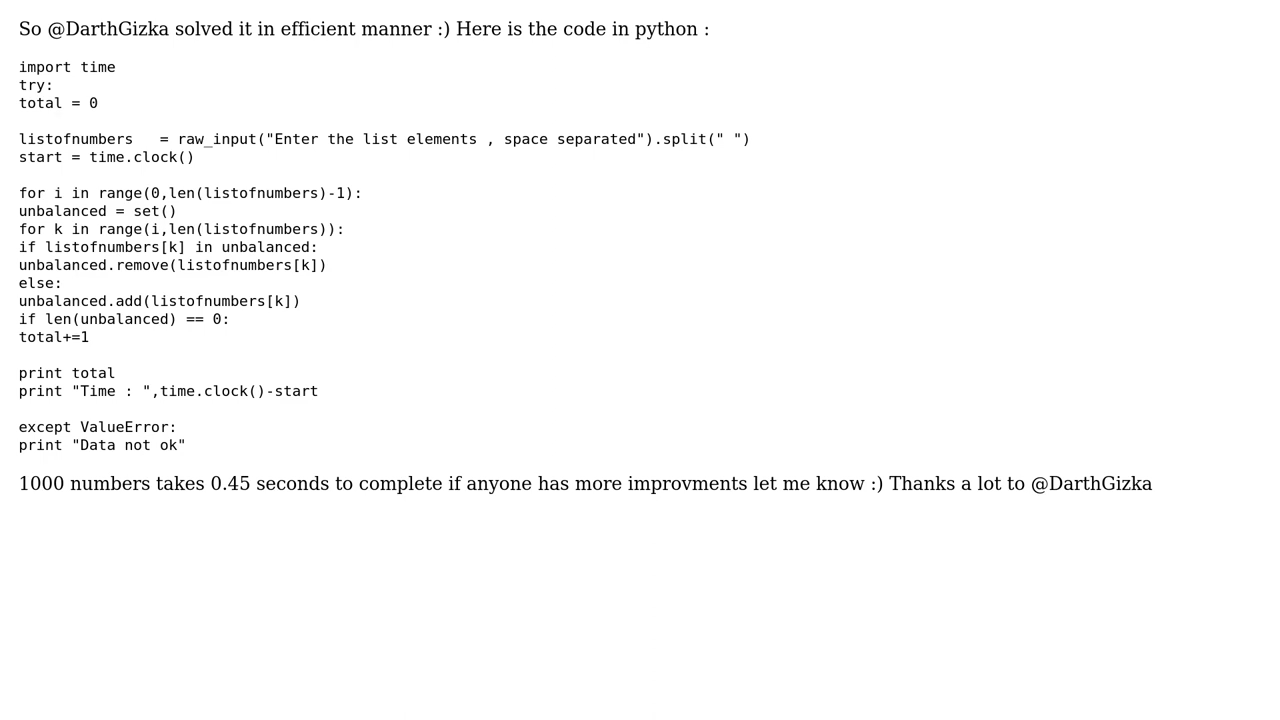 So @DarthGizka solved it in efficient manner :) Here is the code in python :
import time
try:
total = 0
listofnumbers   = raw_input("Enter the list elements , space separated").split(" ")
start = time.clock()
for i in range(0,len(listofnumbers)-1):
unbalanced = set()
for k in range(i,len(listofnumbers)):
if listofnumbers[k] in unbalanced:
unbalanced.remove(listofnumbers[k])
else:
unbalanced.add(listofnumbers[k])
if len(unbalanced) == 0:
total+=1
print total
print "Time : ",time.clock()-start
except ValueError:
print "Data not ok"
1000 numbers takes 0.45 seconds to complete if anyone has more improvments let me know :) Thanks a lot to @DarthGizka